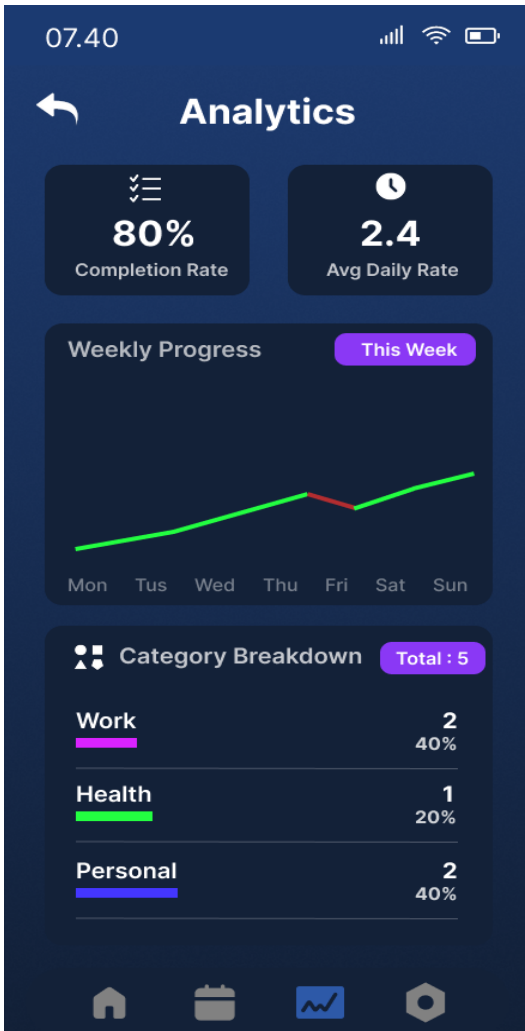 07.40
Analytics
80%
Completion Rate
2.4
Avg Daily Rate
Weekly Progress
This Week
Mon Tus Wed Thu Fri Sat Sun
Category Breakdown
Total : 5
Work 2
40%
Health 1
20%
Personal 2
40%